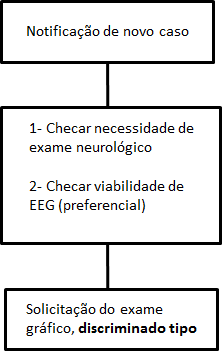 Notificação de novo caso
1- Checar necessidade de
exame neurológico
2- Checar viabilidade de
EEG (preferencial)
Solicitação do exame
gráfico, discriminado tipo